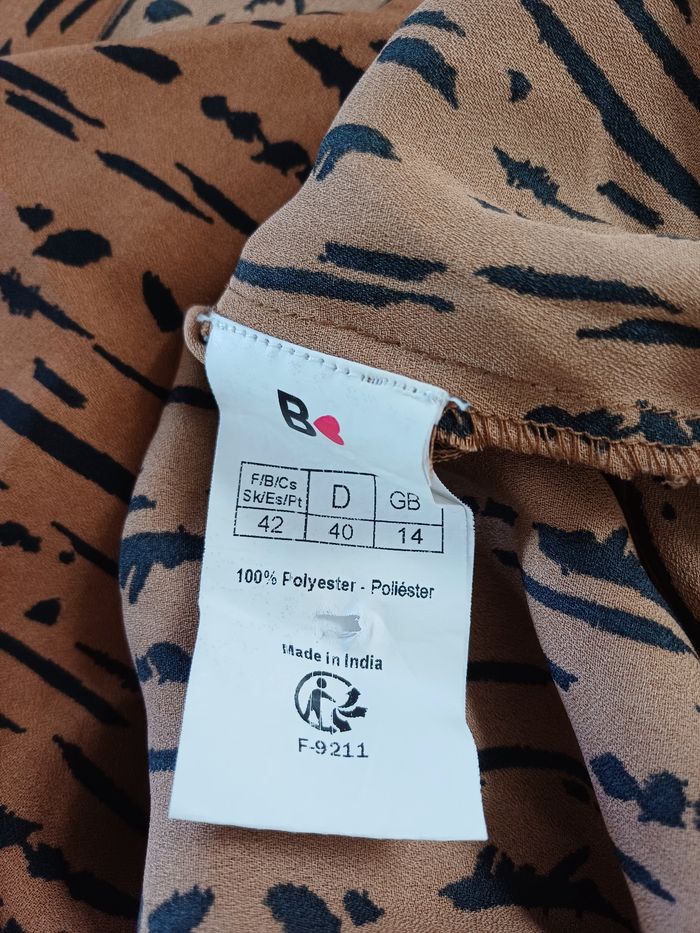 B
F/B/Cs D GB
Sk/Es/Pt
42 40 14
100% Polyester - Poliéster
Made in India
F-9211